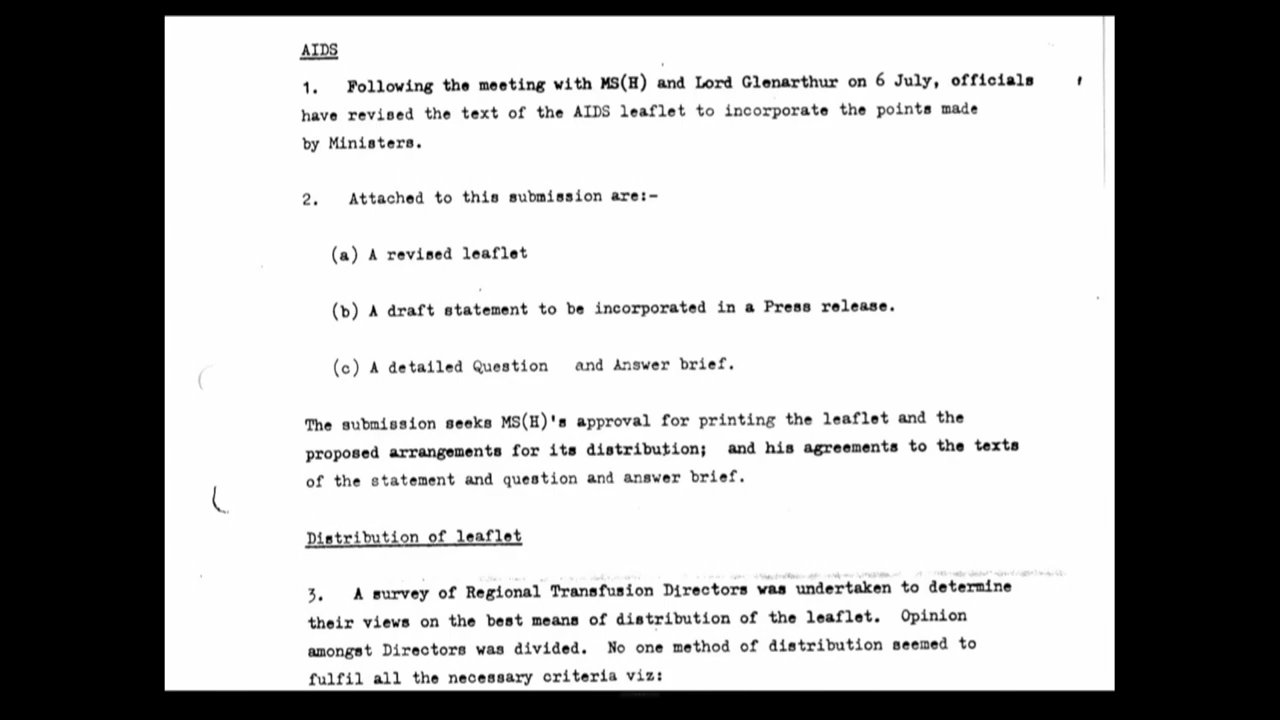 AIDS
1. Following the meeting with MS(H) and Lord Glenarthur on 6 July, officials
have revised the text of the AIDS leaflet to incorporate the points made
by Ministers.
2. Attached to this submission are:-
(a) A revised leaflet
(b) A draft statement to be incorporated in a Press release.
(c) A detailed Question and Answer brief.
The submission seeks MS(H)'s approval for printing the leaflet and the
proposed arrangements for its distribution; and his agreements to the texts
of the statement and question and answer brief.
Distribution of leaflet
3. A survey of Regional Transfusion Directors was undertaken to determine
their views on the best means of distribution of the leaflet. Opinion
amongst Directors was divided. No one method of distribution seemed to
fulfil all the necessary criteria viz: